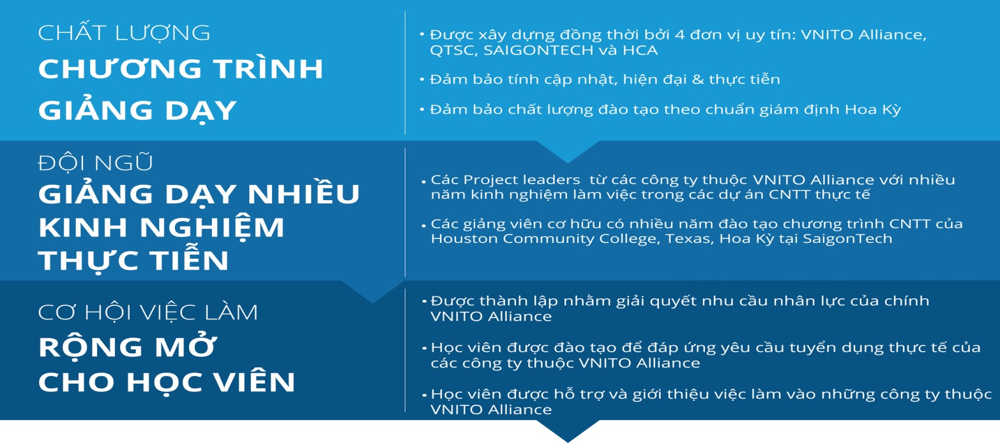 CHẤT LƯỢNG
CHƯƠNG TRÌNH
GIẢNG DẠY
• Được xây dựng đồng thời bởi 4 đơn vị uy tín: VNITO Alliance,
QTSC, SAIGONTECH và HCA
• Đảm bảo tính cập nhật, hiện đại & thực tiễn
• Đảm bảo chất lượng đào tạo theo chuẩn giám định Hoa Kỳ
ĐỘI NGŨ
GIẢNG DẠY NHIỀU
KINH NGHIỆM
THỰC TIỄN
• Các Project leaders từ các công ty thuộc VNITO Alliance với nhiều
năm kinh nghiệm làm việc trong các dự án CNTT thực tế
• Các giảng viên cơ hữu có nhiều năm đào tạo chương trình CNTT của
Houston Community College, Texas, Hoa Kỳ tại SaigonTech
CƠ HỘI VIỆC LÀM
RỘNG MỞ
CHO HỌC VIÊN
• Được thành lập nhằm giải quyết nhu cầu nhân lực của chính
VNITO Alliance
• Học viên được đào tạo để đáp ứng yêu cầu tuyển dụng thực tế của
các công ty thuộc VNITO Alliance
• Học viên được hỗ trợ và giới thiệu việc làm vào những công ty thuộc
VNITO Alliance